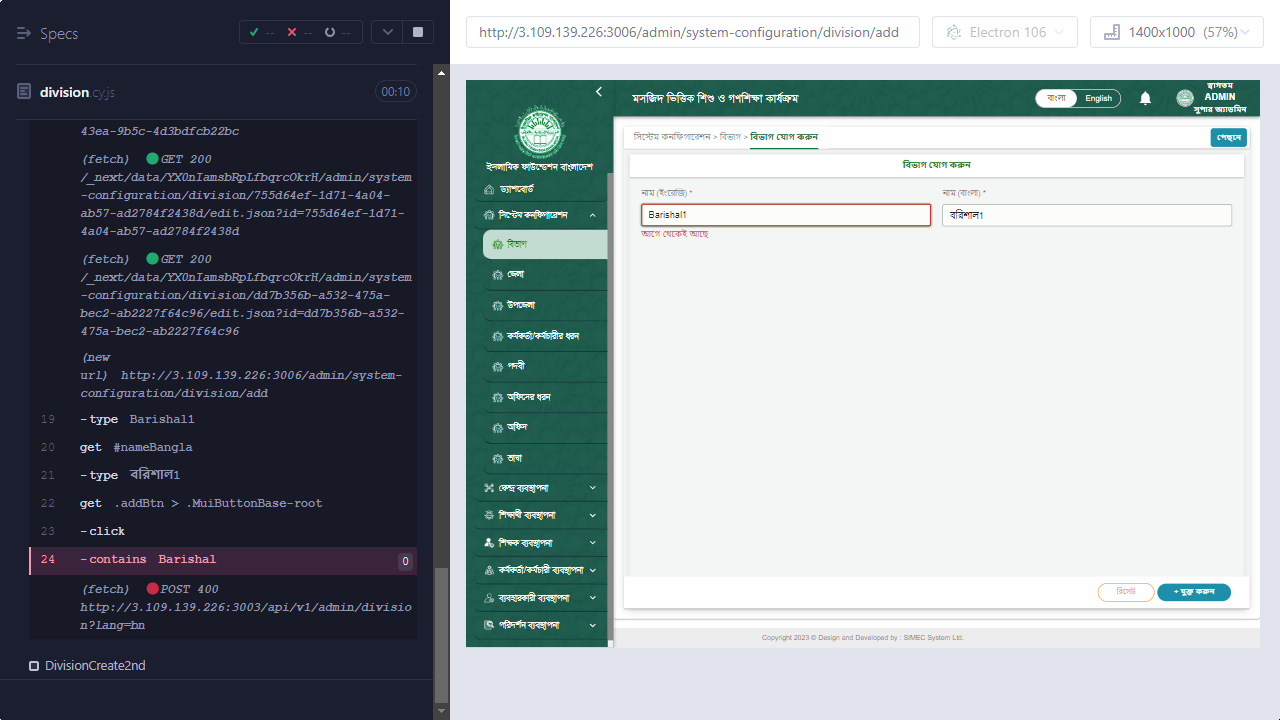 Specs
-- -- --
division.cy.js
00:10
43ea-9b5c-4d3bdfcb22bc
(fetch) GET 200
/_next/data/YX0nIamsbRpLfbqrcOkrH/admin/system
-configuration/division/755d64ef-1d71-4a04-
ab57-ad2784f2438d/edit.json?id=755d64ef-1d71-
4a04-ab57-ad2784f2438d
(fetch) GET 200
/_next/data/YX0nIamsbRpLfbqrcOkrH/admin/system
-configuration/division/dd7b356b-a532-475a-
bec2-ab2227f64c96/edit.json?id=dd7b356b-a532-
475a-bec2-ab2227f64c96
(new
url) http://3.109.139.226:3006/admin/system-
configuration/division/add
19 -type Barishal1
20 get #nameBangla
21 -type বরিশাল1
22 get .addBtn > .MuiButtonBase-root
23 -click
24 -contains Barishal 0
(fetch) POST 400
http://3.109.139.226:3003/api/v1/admin/divisio
n?lang=bn
DivisionCreate2nd
http://3.109.139.226:3006/admin/system-configuration/division/add
Electron 106
1400x1000 (57%)
ইসলামিক ফাউন্ডেশন বাংলাদেশ
ড্যাশবোর্ড
সিস্টেম কনফিগারেশন
বিভাগ
জেলা
উপজেলা
কর্মকর্তা/কর্মচারীর ধরন
পদবী
অফিসের ধরন
অফিস
ভাষা
কেন্দ্র ব্যবস্থাপনা
শিক্ষার্থী ব্যবস্থাপনা
শিক্ষক ব্যবস্থাপনা
কর্মকর্তা/কর্মচারী ব্যবস্থাপনা
ব্যবহারকারী ব্যবস্থাপনা
পরিদর্শন ব্যবস্থাপনা
মসজিদ ভিত্তিক শিশু ও গণশিক্ষা কার্যক্রম
বাংলা English
স্বাগতম
ADMIN
সুপার অ্যাডমিন
সিস্টেম কনফিগারেশন > বিভাগ > বিভাগ যোগ করুন
পেছনে
বিভাগ যোগ করুন
নাম (ইংরেজি) *
নাম (বাংলা) *
Barishal1
বরিশাল1
আগে থেকেই আছে
রিসেট
+ যুক্ত করুন
Copyright 2023 © Design and Developed by : SIMEC System Ltd.